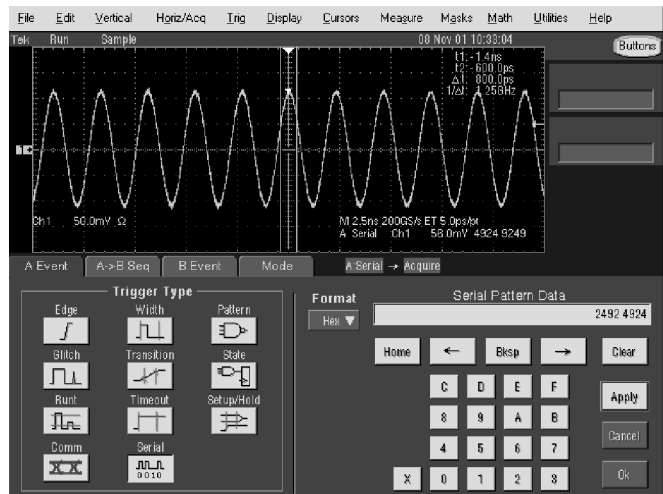 File Edit Vertical Horiz/Acq Trig Display Cursors Measure Masks Math Utilities Help
Tek Run Sample 08 Nov 01 10:33:04 Buttons
t1: -1.4ns
t2: -600.0ps
Δt: 800.0ps
1/Δt: 1.25GHz
1
Ch1 50.0mV Ω M 2.5ns 200GS/s ET 5.0ps/pt
A Serial Ch1 56.0mV 4924 9249
A Event A->B Seq B Event Mode A:Serial → Acquire
Trigger Type
Edge Width Pattern
Glitch Transition State
Runt Timeout Setup/Hold
Comm Serial
0 0 1 0
Format Serial Pattern Data
Hex 2492 4924
Home ← Bksp → Clear
C D E F
Apply
8 9 A B
Cancel
4 5 6 7
X 0 1 2 3 Ok